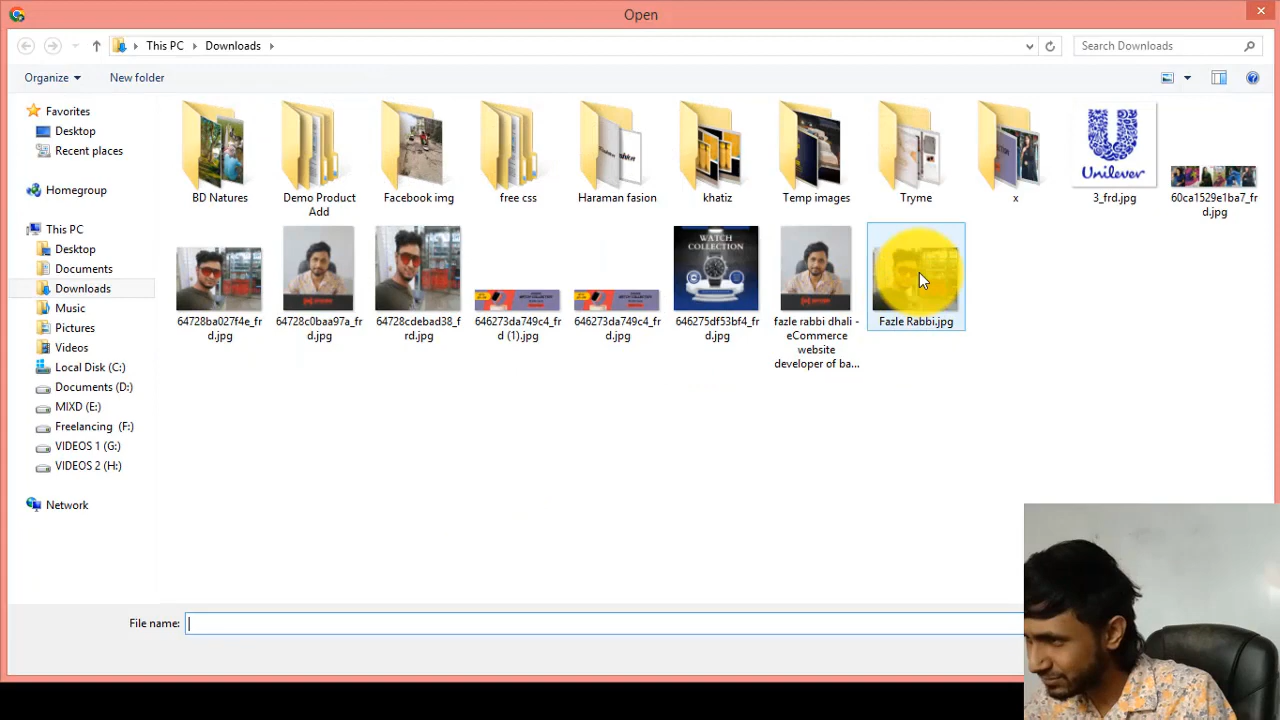 Open
This PC
Downloads
Search Downloads
Organize
New folder
Favorites
Desktop
Recent places
Homegroup
This PC
Desktop
Documents
Downloads
Music
Pictures
Videos
Local Disk (C:)
Documents (D:)
MIXD (E:)
Freelancing (F:)
VIDEOS 1 (G:)
VIDEOS 2 (H:)
Network
BD Natures
Demo Product
Add
Facebook img
free css
Haraman fasion
khatiz
Temp images
Tryme
x
Unilever
3_frd.jpg
60ca1529e1ba7_fr
d.jpg
64728ba027f4e_fr
d.jpg
64728c0baa97a_fr
d.jpg
64728cdebad38_f
rd.jpg
646273da749c4_fr
d (1).jpg
646273da749c4_fr
d.jpg
WATCH
COLLECTION
646275df53bf4_fr
d.jpg
fazle rabbi dhali -
eCommerce
website
developer of ba...
Fazle Rabbi.jpg
File name: